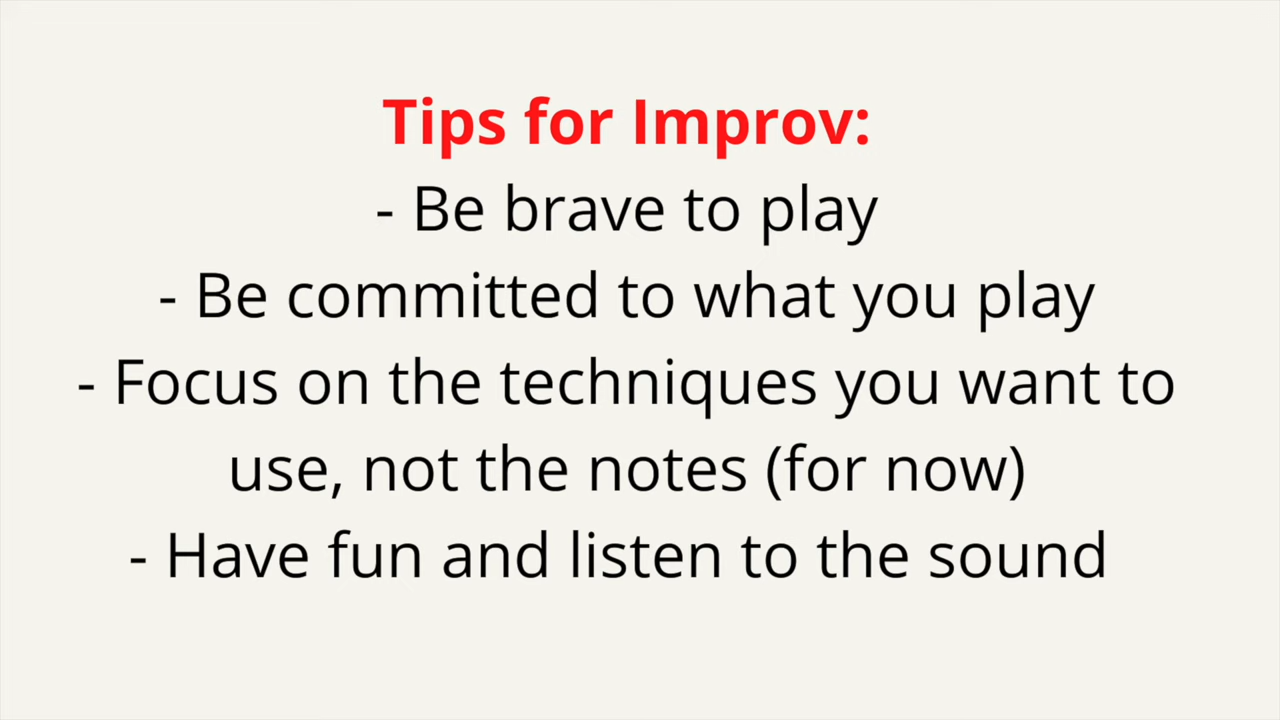 Tips for Improv:
- Be brave to play
- Be committed to what you play
- Focus on the techniques you want to
use, not the notes (for now)
- Have fun and listen to the sound